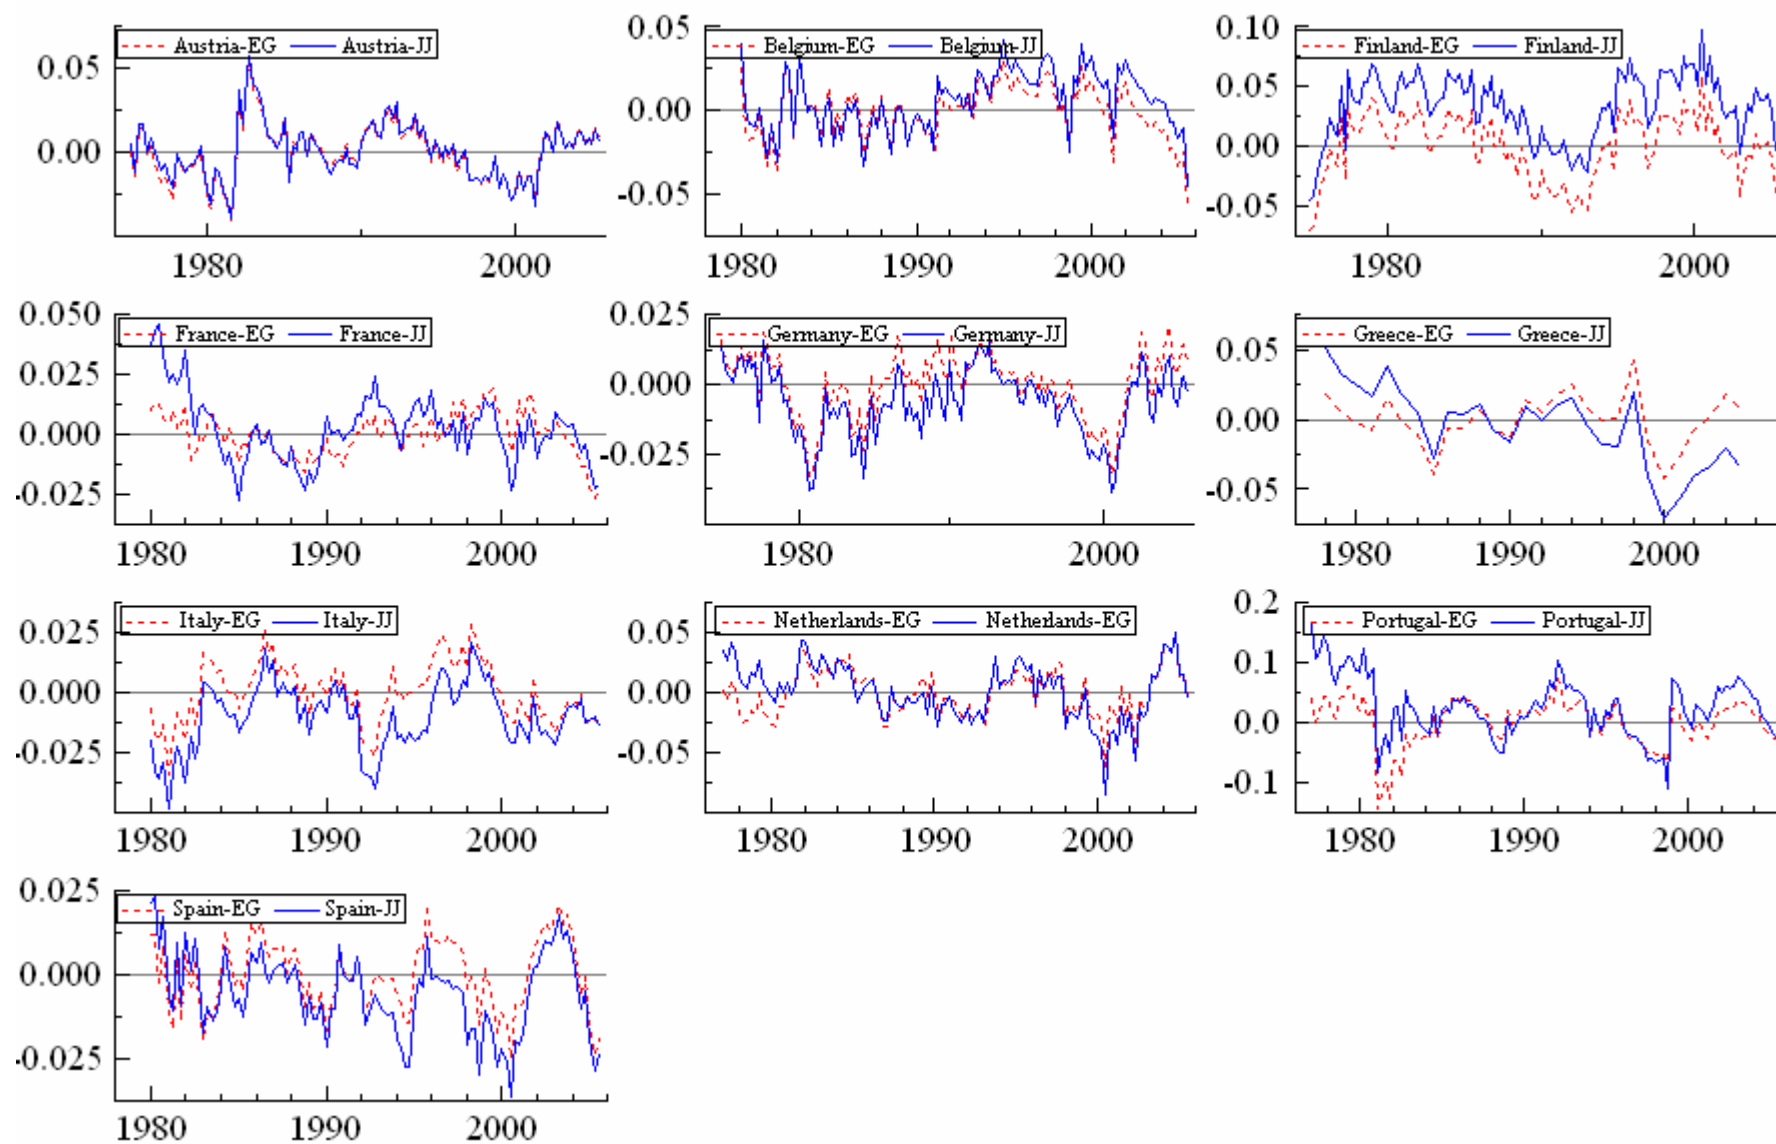 Austria-EG Austria-JJ
0.05
0.00
1980 2000
Belgium-EG Belgium-JJ
0.05
0.00
-0.05
1980 1990 2000
Finland-EG Finland-JJ
0.10
0.05
0.00
-0.05
1980 2000
France-EG France-JJ
0.050
0.025
0.000
-0.025
1980 1990 2000
Germany-EG Germany-JJ
0.025
0.000
-0.025
1980 2000
Greece-EG Greece-JJ
0.05
0.00
-0.05
1980 1990 2000
Italy-EG Italy-JJ
0.025
0.000
-0.025
1980 1990 2000
Netherlands-EG Netherlands-EG
0.05
0.00
-0.05
1980 1990 2000
Portugal-EG Portugal-JJ
0.2
0.1
0.0
-0.1
1980 1990 2000
Spain-EG Spain-JJ
0.025
0.000
-0.025
1980 1990 2000